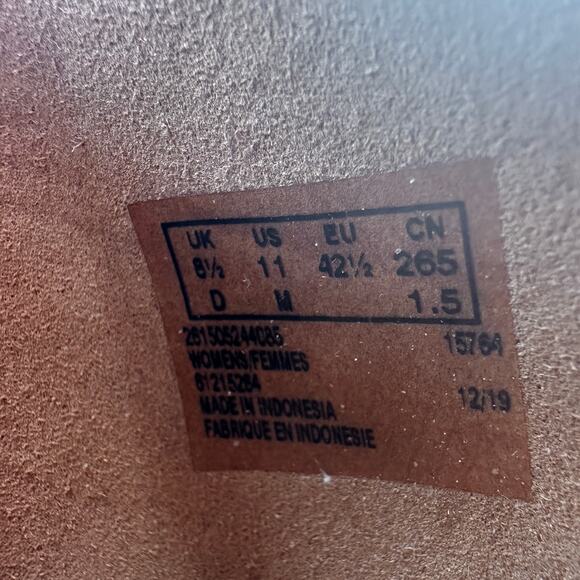 UK US EU CN
8½ 11 42½ 265
D M 1.5
261505244085 15764
WOMENS/FEMMES
61215264 12/19
MADE IN INDONESIA
FABRIQUE EN INDONESIE